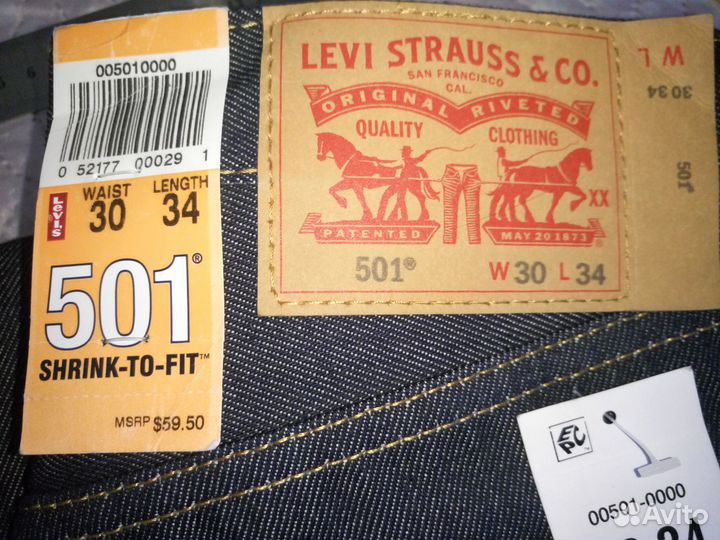 005010000
0 52177 00029 1
Levi's
WAIST LENGTH
30 34
501®
SHRINK-TO-FIT™
MSRP $59.50
LEVI STRAUSS & CO.
SAN FRANCISCO
CAL.
ORIGINAL RIVETED
QUALITY CLOTHING
XX
PATENTED MAY 20 1873
501® W 30 L 34
W L
30 34
501®
EPC
00501-0000
34
Avito